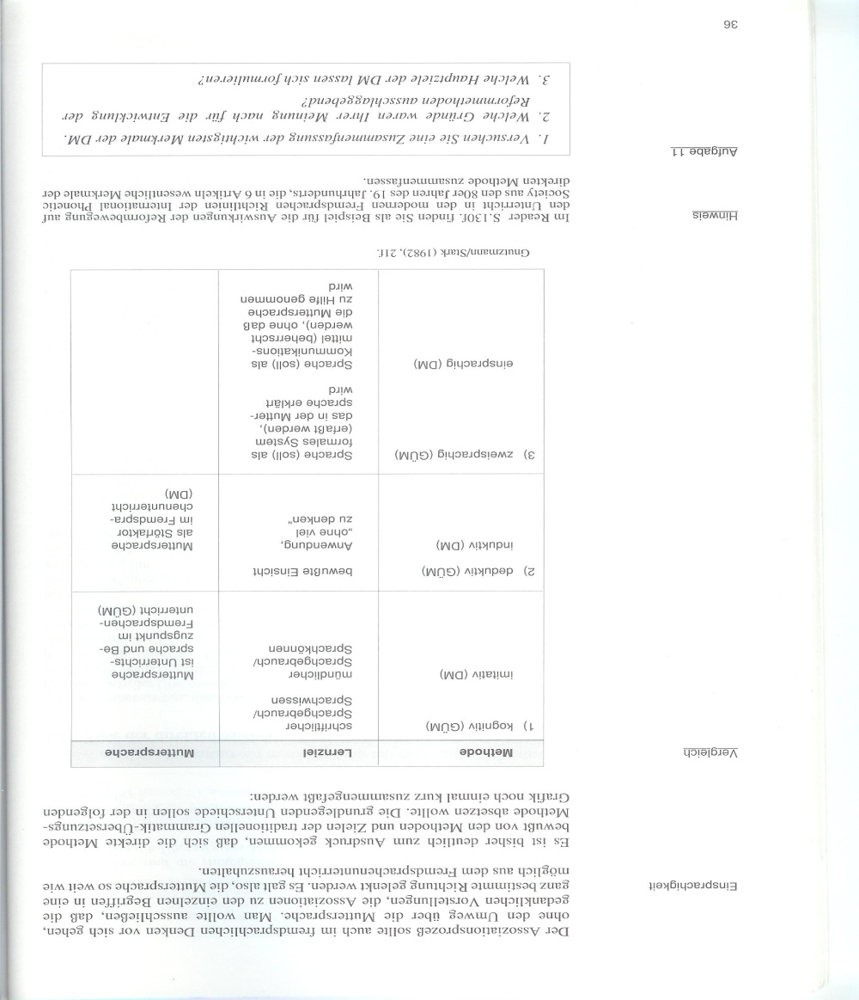 Der Assoziationsprozeß sollte auch im fremdsprachlichen Denken vor sich gehen,
ohne den Umweg über die Muttersprache. Man wollte ausschließen, daß die
gedanklichen Vorstellungen, die Assoziationen zu den einzelnen Begriffen in eine
Einsprachigkeit
ganz bestimmte Richtung gelenkt werden. Es galt also, die Muttersprache so weit wie
möglich aus dem Fremdsprachenunterricht herauszuhalten.
Es ist bisher deutlich zum Ausdruck gekommen, daß sich die direkte Methode
bewußt von den Methoden und Zielen der traditionellen Grammatik-Übersetzungs-
Methode absetzen wollte. Die grundlegenden Unterschiede sollen in der folgenden
Grafik noch einmal kurz zusammengefaßt werden:
Vergleich
Methode
Lernziel
Muttersprache
1) kognitiv (GÜM)
schriftlicher
Sprachgebrauch/
Sprachwissen
imitativ (DM)
mündlicher
Sprachgebrauch/
Sprachkönnen
Muttersprache
ist Unterrichts-
sprache und Be-
zugspunkt im
Fremdsprachen-
unterricht (GÜM)
2) deduktiv (GÜM)
bewußte Einsicht
induktiv (DM)
Anwendung,
„ohne viel
zu denken"
Muttersprache
als Störfaktor
im Fremdspra-
chenunterricht
(DM)
3) zweisprachig (GÜM)
Sprache (soll) als
formales System
(erfaßt werden),
das in der Mutter-
sprache erklärt
wird
einsprachig (DM)
Sprache (soll) als
Kommunikations-
mittel (beherrscht
werden), ohne daß
die Muttersprache
zu Hilfe genommen
wird
Gnutzmann/Stark (1982), 21f.
Hinweis
Im Reader S.130f. finden Sie als Beispiel für die Auswirkungen der Reformbewegung auf
den Unterricht in den modernen Fremdsprachen Richtlinien der International Phonetic
Society aus den 80er Jahren des 19. Jahrhunderts, die in 6 Artikeln wesentliche Merkmale der
direkten Methode zusammenfassen.
Aufgabe 11
1. Versuchen Sie eine Zusammenfassung der wichtigsten Merkmale der DM.
2. Welche Gründe waren Ihrer Meinung nach für die Entwicklung der
Reformmethoden ausschlaggebend?
3. Welche Hauptziele der DM lassen sich formulieren?
36